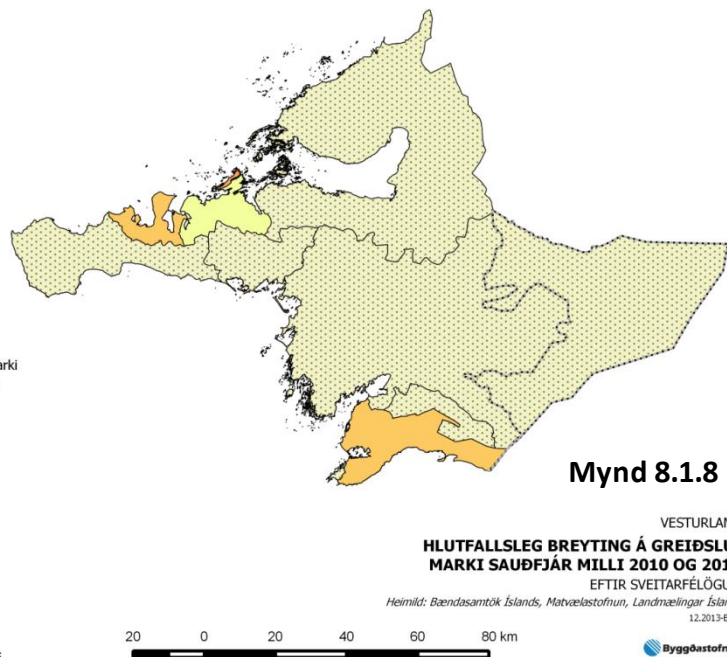 arki
Mynd 8.1.8
VESTURLAN
HLUTFALLSLEG BREYTING Á GREIÐSLU
MARKI SAUÐFJÁR MILLI 2010 OG 201
EFTIR SVEITARFÉLÖGU
Heimild: Bændasamtök Íslands, Matvælastofnun, Landmælingar Íslan
12.2013-E
20 0 20 40 60 80 km
Byggðastofn